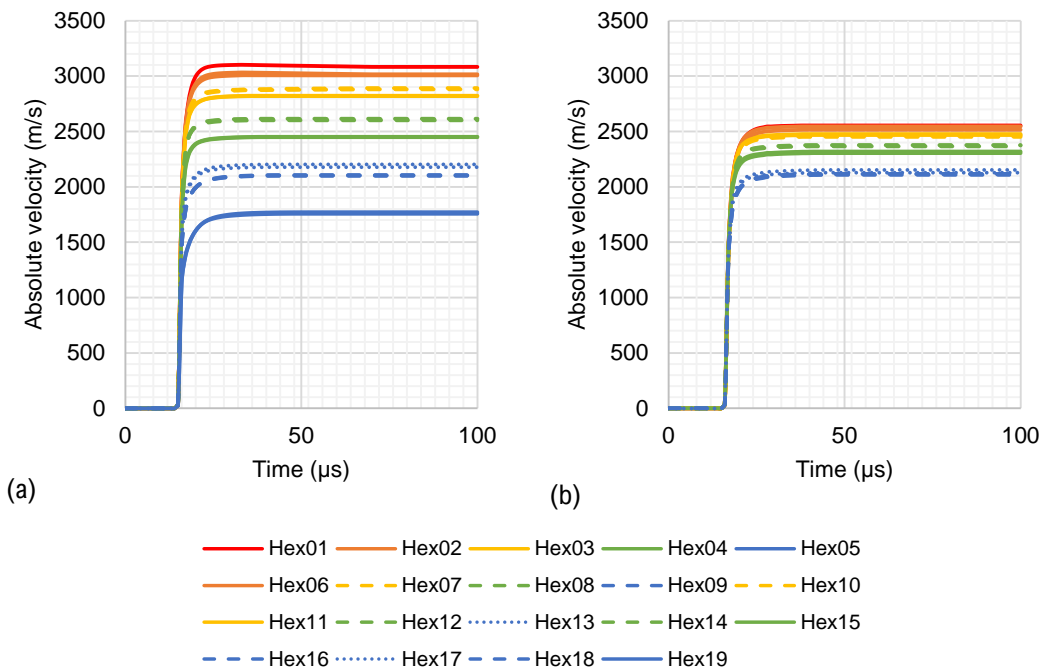 3500
3000
2500
2000
1500
1000
500
0
Absolute velocity (m/s)
0 50 100
Time (µs)
(a)
3500
3000
2500
2000
1500
1000
500
0
Absolute velocity (m/s)
0 50 100
Time (µs)
(b)
Hex01 Hex02 Hex03 Hex04 Hex05
Hex06 Hex07 Hex08 Hex09 Hex10
Hex11 Hex12 Hex13 Hex14 Hex15
Hex16 Hex17 Hex18 Hex19